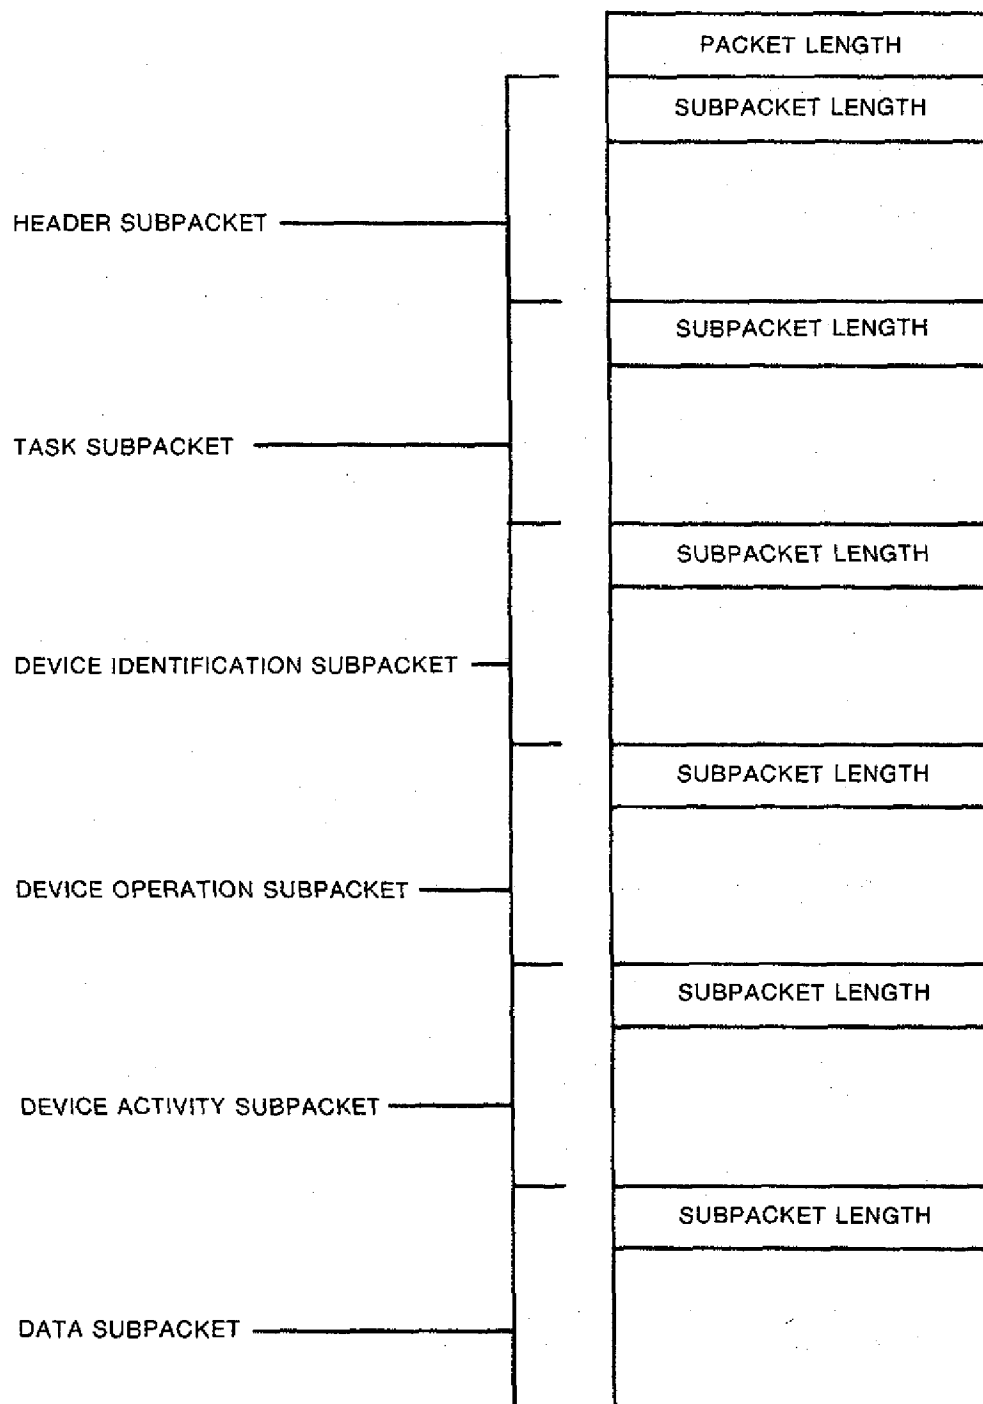 PACKET LENGTH
SUBPACKET LENGTH
HEADER SUBPACKET
SUBPACKET LENGTH
TASK SUBPACKET
SUBPACKET LENGTH
DEVICE IDENTIFICATION SUBPACKET
SUBPACKET LENGTH
DEVICE OPERATION SUBPACKET
SUBPACKET LENGTH
DEVICE ACTIVITY SUBPACKET
SUBPACKET LENGTH
DATA SUBPACKET